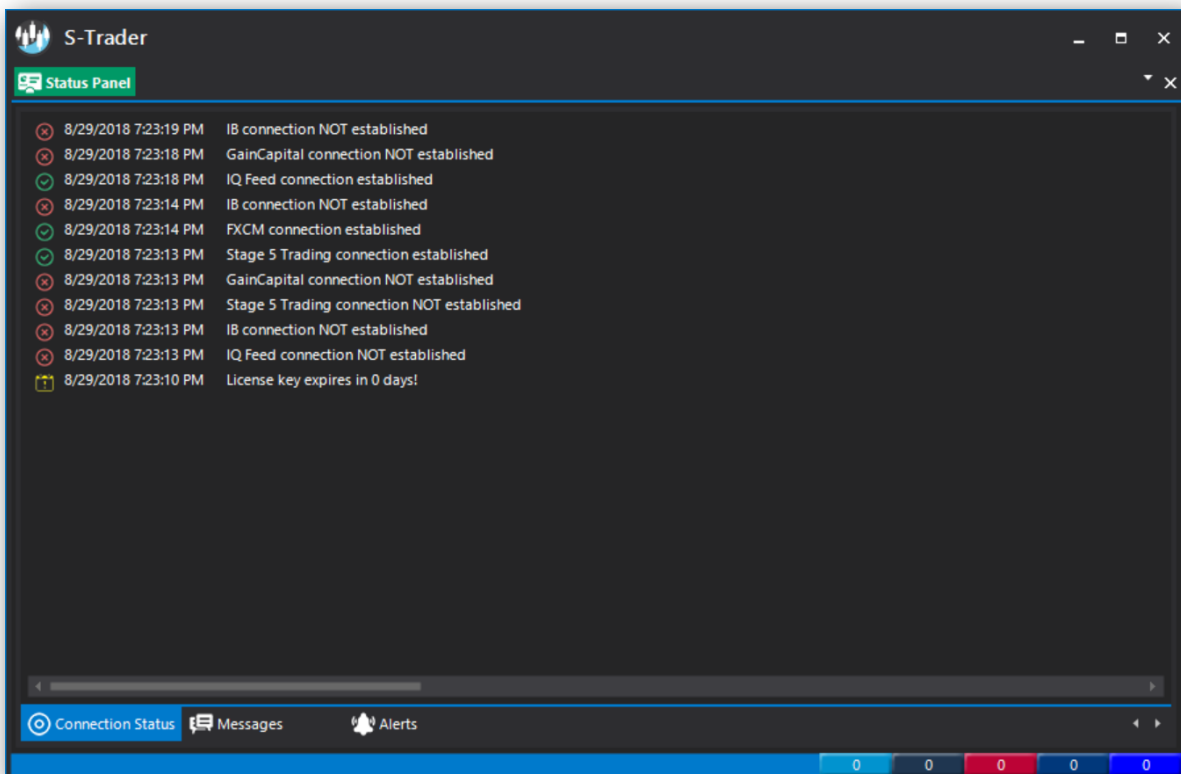 S-Trader
Status Panel
8/29/2018 7:23:19 PM IB connection NOT established
8/29/2018 7:23:18 PM GainCapital connection NOT established
8/29/2018 7:23:18 PM IQ Feed connection established
8/29/2018 7:23:14 PM IB connection NOT established
8/29/2018 7:23:14 PM FXCM connection established
8/29/2018 7:23:13 PM Stage 5 Trading connection established
8/29/2018 7:23:13 PM GainCapital connection NOT established
8/29/2018 7:23:13 PM Stage 5 Trading connection NOT established
8/29/2018 7:23:13 PM IB connection NOT established
8/29/2018 7:23:13 PM IQ Feed connection NOT established
8/29/2018 7:23:10 PM License key expires in 0 days!
Connection Status Messages Alerts
0 0 0 0 0